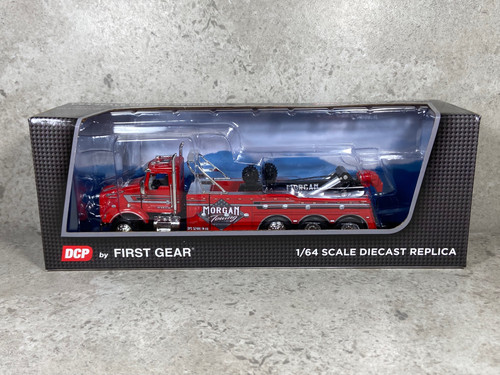 MORGAN
MORGAN
Towing
DCP by FIRST GEAR®
1/64 SCALE DIECAST REPLICA